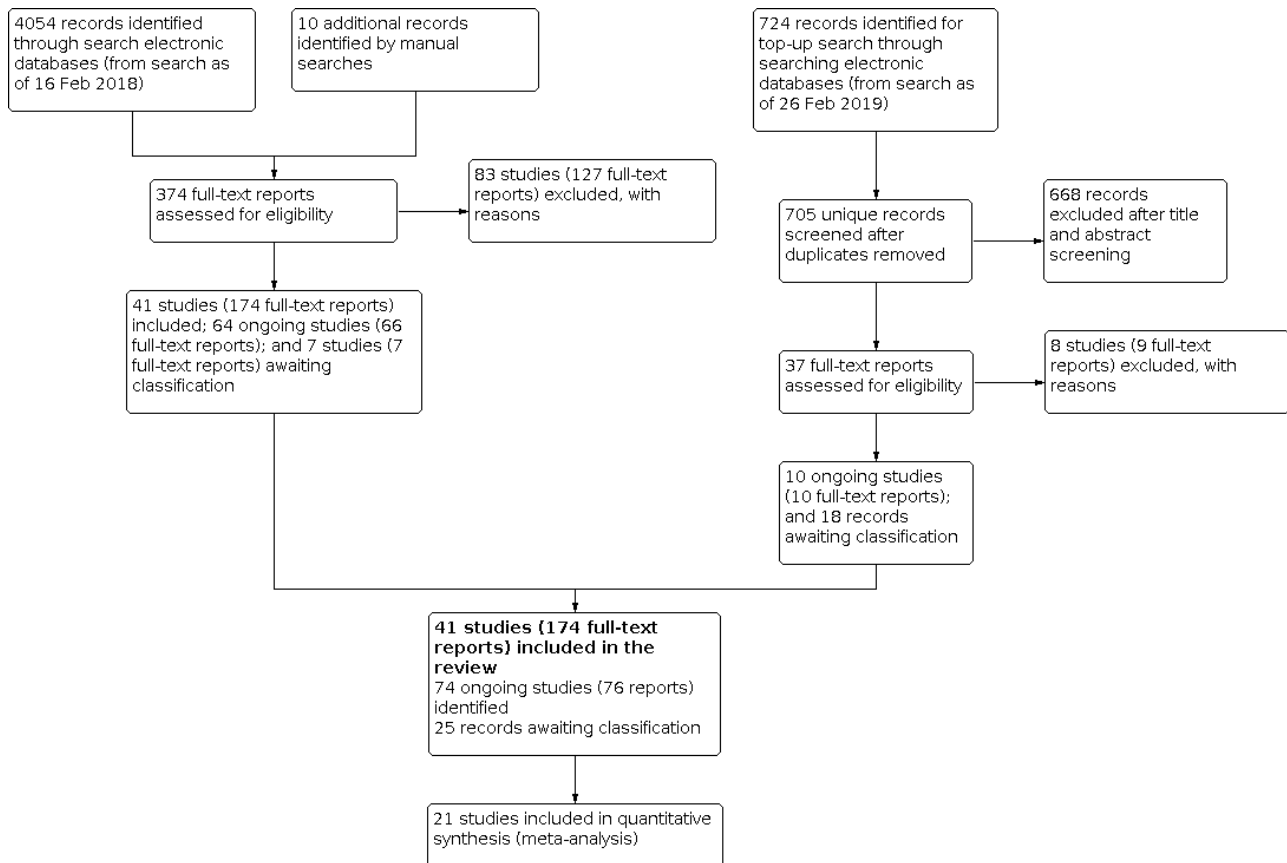 4054 records identified
through search electronic
databases (from search as
of 16 Feb 2018)
10 additional records
identified by manual
searches
724 records identified for
top-up search through
searching electronic
databases (from search as
of 26 Feb 2019)
374 full-text reports
assessed for eligibility
83 studies (127 full-text
reports) excluded, with
reasons
705 unique records
screened after
duplicates removed
668 records
excluded after title
and abstract
screening
41 studies (174 full-text reports)
included; 64 ongoing studies (66
full-text reports); and 7 studies (7
full-text reports) awaiting
classification
37 full-text reports
assessed for eligibility
8 studies (9 full-text
reports) excluded, with
reasons
10 ongoing studies
(10 full-text reports);
and 18 records
awaiting classification
41 studies (174 full-text
reports) included in the
review
74 ongoing studies (76 reports)
identified
25 records awaiting classification
21 studies included in quantitative
synthesis (meta-analysis)